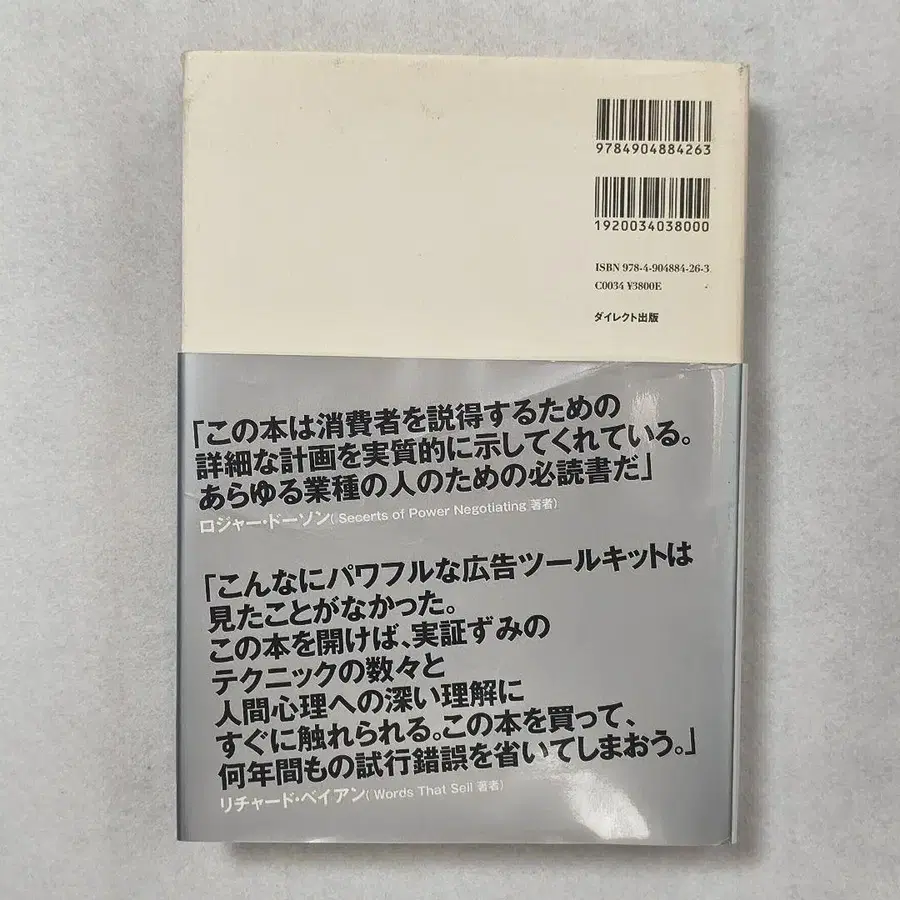 9784904884263
1920034038000
ISBN 978-4-904884-26-3
C0034 ¥3800E
ダイレクト出版
「この本は消費者を説得するための
詳細な計画を実質的に示してくれている。
あらゆる業種の人のための必読書だ」
ロジャー・ドーソン( Secerts of Power Negotiating 著者)
「こんなにパワフルな広告ツールキットは
見たことがなかった。
この本を開けば、実証ずみの
テクニックの数々と
人間心理への深い理解に
すぐに触れられる。この本を買って、
何年間もの試行錯誤を省いてしまおう。」
リチャード・ベイアン( Words That Sell 著者)